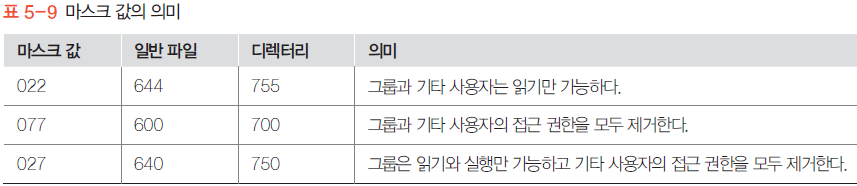 표 5-9 마스크 값의 의미
마스크 값 일반 파일 디렉터리 의미
022 644 755 그룹과 기타 사용자는 읽기만 가능하다.
077 600 700 그룹과 기타 사용자의 접근 권한을 모두 제거한다.
027 640 750 그룹은 읽기와 실행만 가능하고 기타 사용자의 접근 권한을 모두 제거한다.